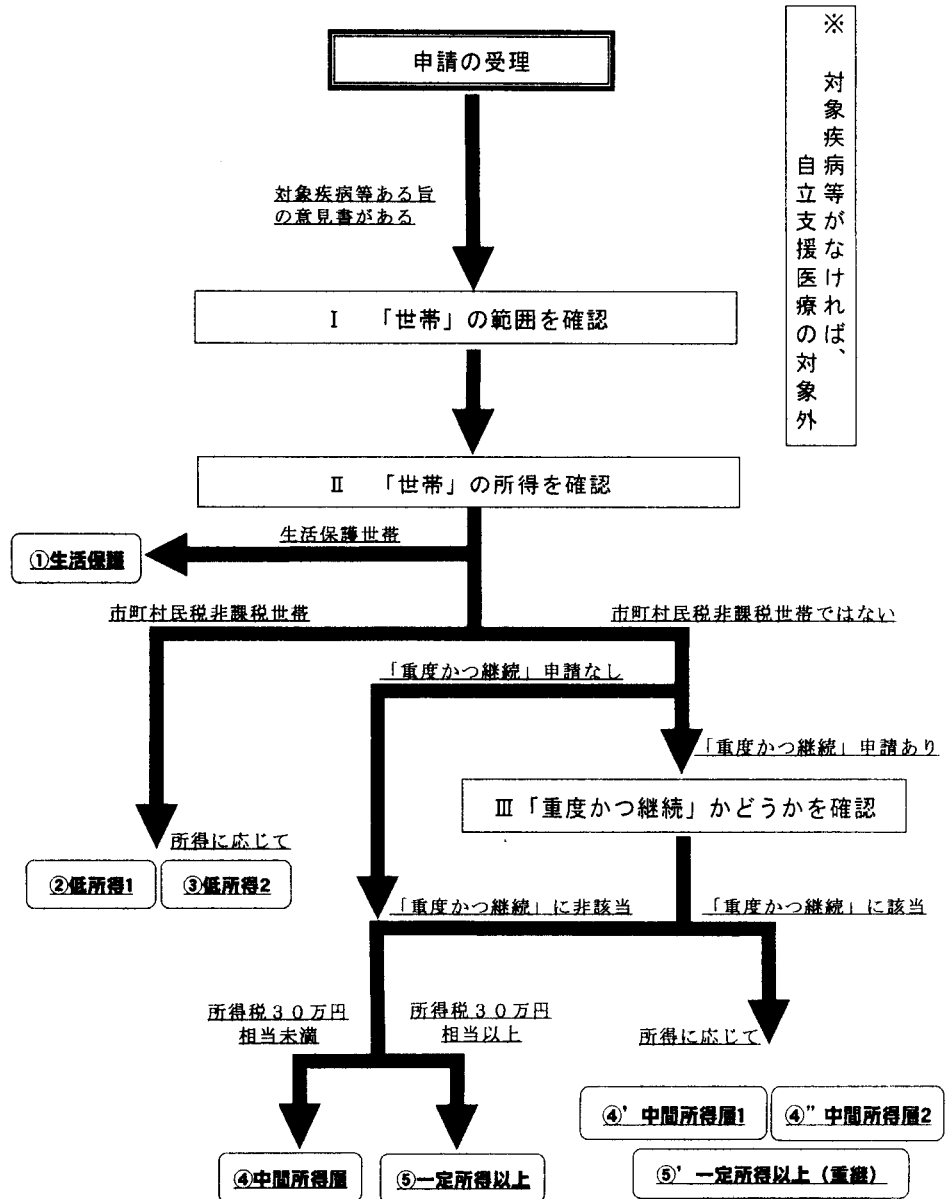 申請の受理
※ 対象疾病等がなければ、
自立支援医療の対象外
対象疾病等ある旨
の意見書がある
Ⅰ 「世帯」の範囲を確認
Ⅱ 「世帯」の所得を確認
生活保護世帯
①生活保護
市町村民税非課税世帯
市町村民税非課税世帯ではない
「重度かつ継続」申請なし
「重度かつ継続」申請あり
Ⅲ「重度かつ継続」かどうかを確認
所得に応じて
②低所得1
③低所得2
「重度かつ継続」に非該当
「重度かつ継続」に該当
所得税30万円
相当未満
所得税30万円
相当以上
所得に応じて
④' 中間所得層1
④" 中間所得層2
④中間所得層
⑤一定所得以上
⑤' 一定所得以上(重継)